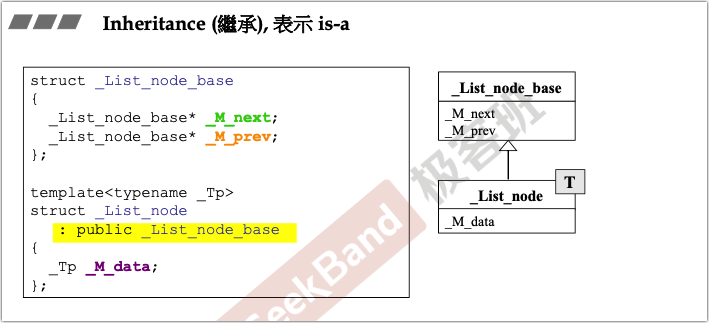 Inheritance (繼承), 表示 is-a
struct _List_node_base
{
_List_node_base* _M_next;
_List_node_base* _M_prev;
};
template<typename _Tp>
struct _List_node
: public _List_node_base
{
_Tp _M_data;
};
_List_node_base
_M_next
_M_prev
T
_List_node
_M_data
SeekBand 极客班